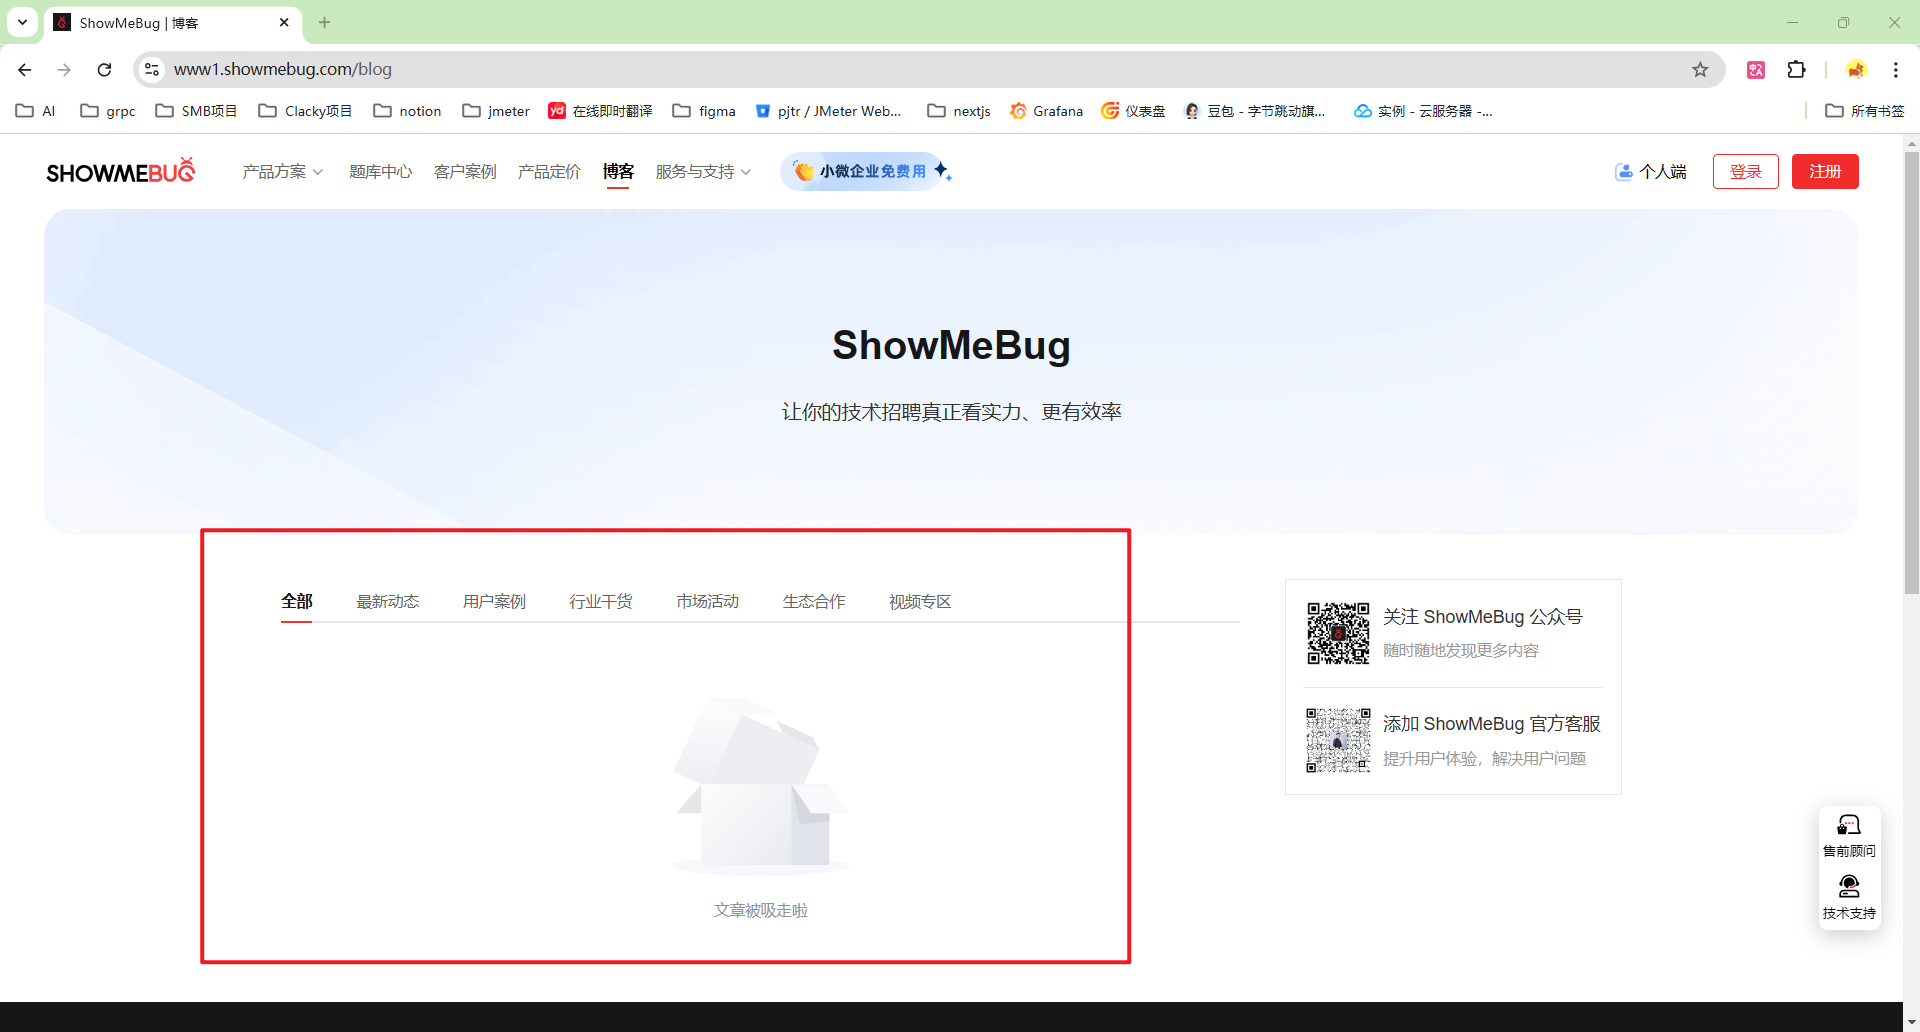 ShowMeBug | 博客
www1.showmebug.com/blog
AI grpc SMB项目 Clacky项目 notion jmeter yd 在线即时翻译 figma pjtr / JMeter Web... nextjs Grafana 仪表盘 豆包 - 字节跳动旗... 实例 - 云服务器 -... 所有书签
SHOWMEBUG 产品方案 题库中心 客户案例 产品定价 博客 服务与支持 小微企业免费用 个人端 登录 注册
ShowMeBug
让你的技术招聘真正看实力、更有效率
全部 最新动态 用户案例 行业干货 市场活动 生态合作 视频专区
文章被吸走啦
关注 ShowMeBug 公众号
随时随地发现更多内容
添加 ShowMeBug 官方客服
提升用户体验，解决用户问题
售前顾问
技术支持